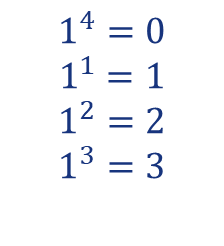 1⁴ = 0
1¹ = 1
1² = 2
1³ = 3